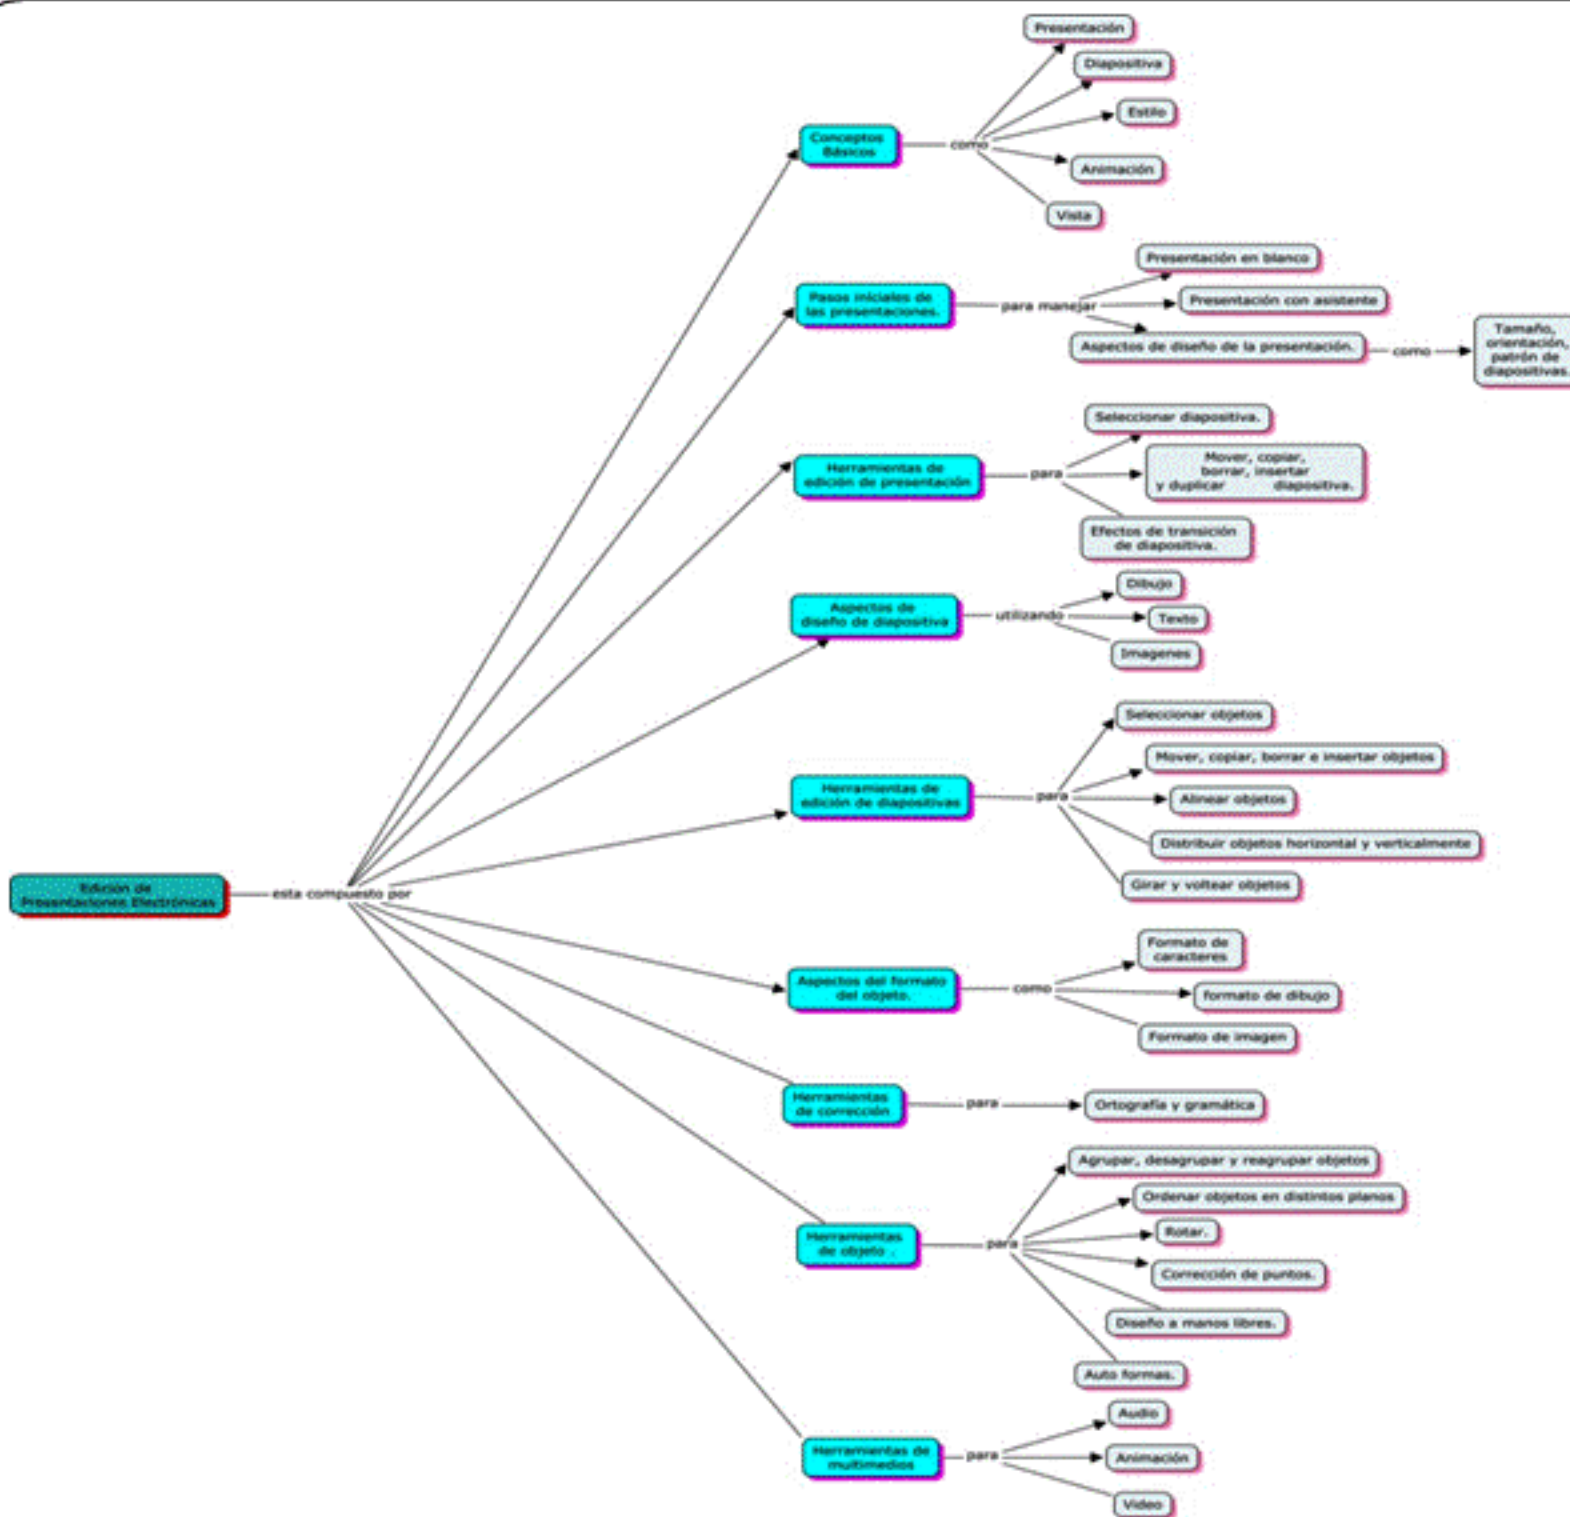 Presentación
Diapositiva
Estilo
Conceptos
Básicos
como
Animación
Vista
Presentación en blanco
Pasos iniciales de
las presentaciones.
para manejar
Presentación con asistente
Aspectos de diseño de la presentación.
como
Tamaño,
orientación,
patrón de
diapositivas.
Seleccionar diapositiva.
Herramientas de
edición de presentación
para
Mover, copiar,
borrar, insertar
y duplicar diapositiva.
Efectos de transición
de diapositiva.
Dibujo
Aspectos de
diseño de diapositiva
utilizando
Texto
Imagenes
Seleccionar objetos
Mover, copiar, borrar e insertar objetos
Herramientas de
edición de diapositivas
para
Alinear objetos
Distribuir objetos horizontal y verticalmente
Girar y voltear objetos
Edición de
Presentaciones Electrónicas
esta compuesto por
Formato de
caracteres
Aspectos del formato
del objeto.
como
formato de dibujo
Formato de imagen
Herramientas
de corrección
para
Ortografía y gramática
Agrupar, desagrupar y reagrupar objetos
Ordenar objetos en distintos planos
Rotar.
Herramientas
de objeto .
para
Corrección de puntos.
Diseño a manos libres.
Auto formas.
Audio
Herramientas de
multimedios
para
Animación
Video